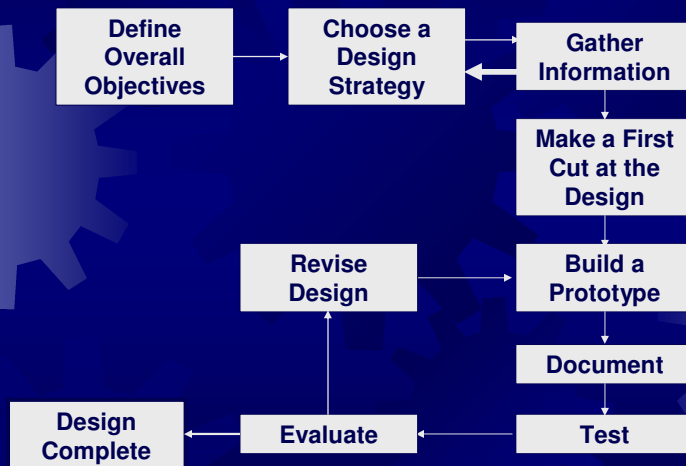 Define
Overall
Objectives
Choose a
Design
Strategy
Gather
Information
Make a First
Cut at the
Design
Revise
Design
Build a
Prototype
Document
Design
Complete
Evaluate
Test